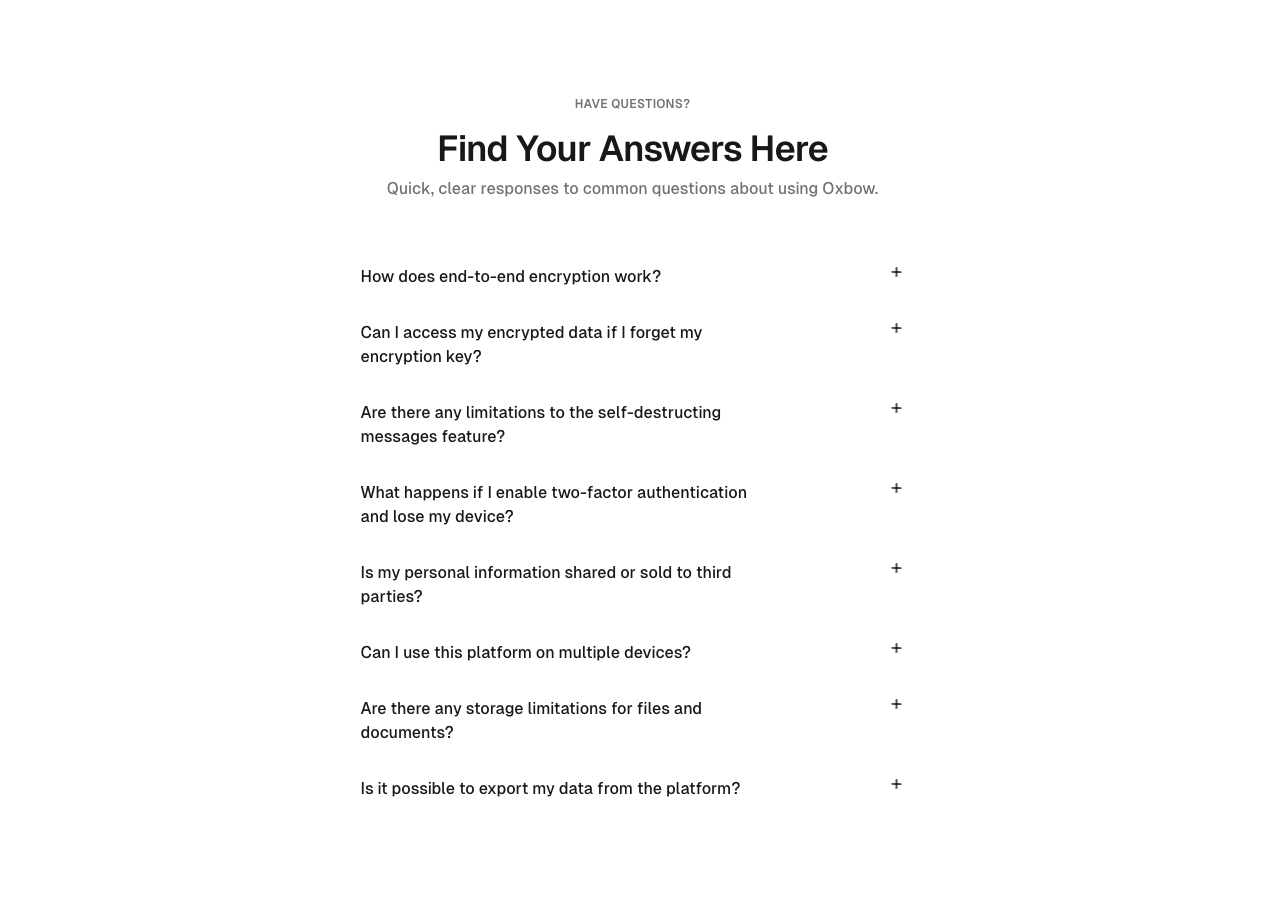 HAVE QUESTIONS?
Find Your Answers Here
Quick, clear responses to common questions about using Oxbow.
How does end-to-end encryption work?
Can I access my encrypted data if I forget my
encryption key?
Are there any limitations to the self-destructing
messages feature?
What happens if I enable two-factor authentication
and lose my device?
Is my personal information shared or sold to third
parties?
Can I use this platform on multiple devices?
Are there any storage limitations for files and
documents?
Is it possible to export my data from the platform?